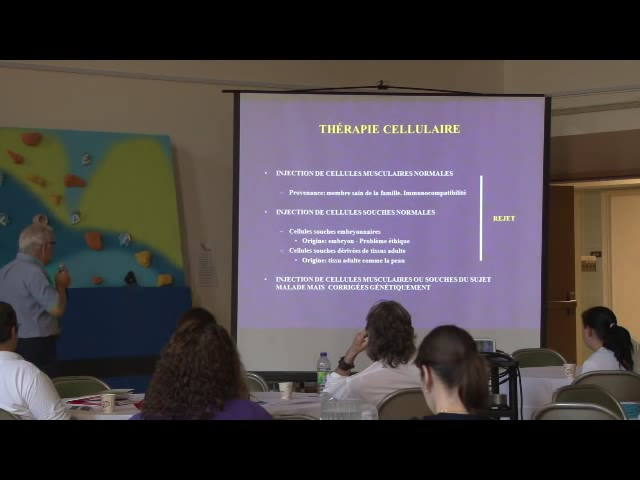 THÉRAPIE CELLULAIRE
• INJECTION DE CELLULES MUSCULAIRES NORMALES
– Provenance: membre sain de la famille. Immunocompatibilité
• INJECTION DE CELLULES SOUCHES NORMALES
– Cellules souches embryonnaires
• Origine: embryon - Problème éthique
– Cellules souches dérivées de tissus adulte
• Origine: tissu adulte comme la peau
REJET
• INJECTION DE CELLULES MUSCULAIRES OU SOUCHES DU SUJET
MALADE MAIS CORRIGÉES GÉNÉTIQUEMENT